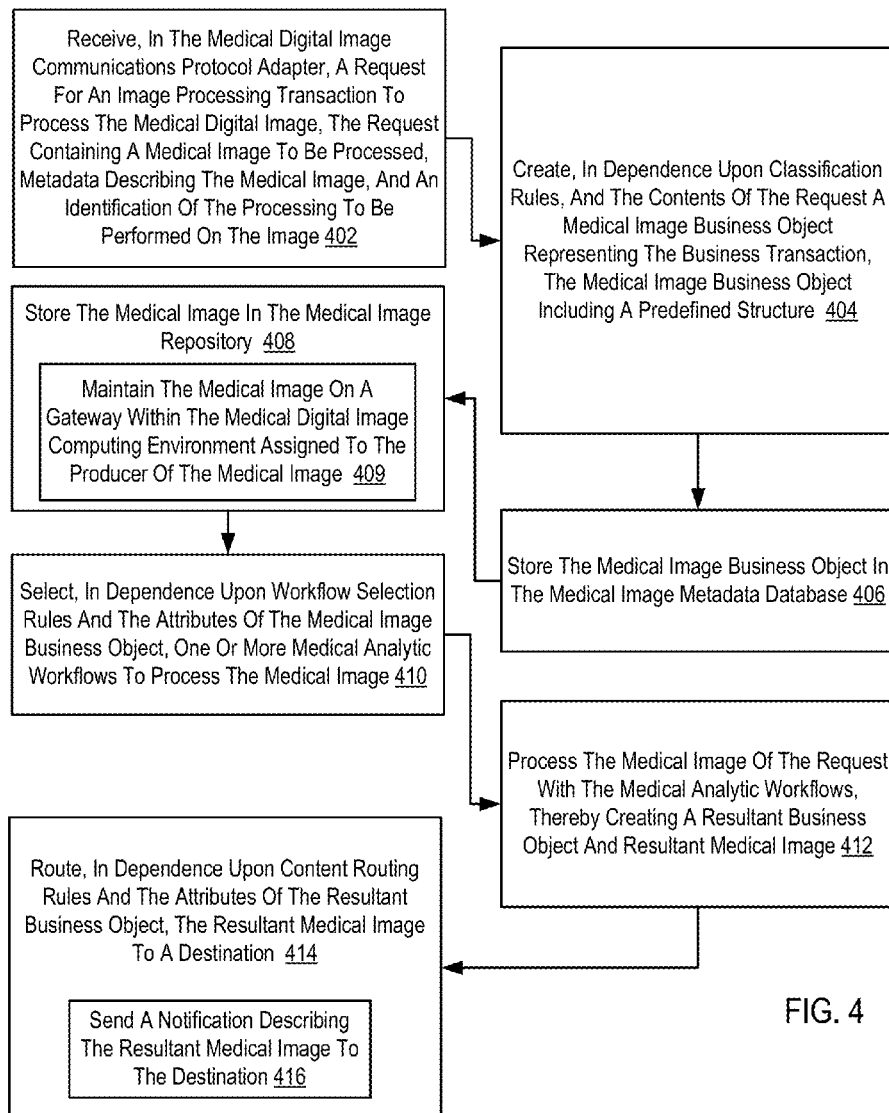 Receive, In The Medical Digital Image
Communications Protocol Adapter, A Request
For An Image Processing Transaction To
Process The Medical Digital Image, The Request
Containing A Medical Image To Be Processed,
Metadata Describing The Medical Image, And An
Identification Of The Processing To Be
Performed On The Image 402
Create, In Dependence Upon Classification
Rules, And The Contents Of The Request A
Medical Image Business Object
Representing The Business Transaction,
The Medical Image Business Object
Including A Predefined Structure 404
Store The Medical Image Business Object In
The Medical Image Metadata Database 406
Store The Medical Image In The Medical Image
Repository 408
Maintain The Medical Image On A
Gateway Within The Medical Digital Image
Computing Environment Assigned To The
Producer Of The Medical Image 409
Select, In Dependence Upon Workflow Selection
Rules And The Attributes Of The Medical Image
Business Object, One Or More Medical Analytic
Workflows To Process The Medical Image 410
Process The Medical Image Of The Request
With The Medical Analytic Workflows,
Thereby Creating A Resultant Business
Object And Resultant Medical Image 412
Route, In Dependence Upon Content Routing
Rules And The Attributes Of The Resultant
Business Object, The Resultant Medical Image
To A Destination 414
Send A Notification Describing
The Resultant Medical Image To
The Destination 416
FIG. 4